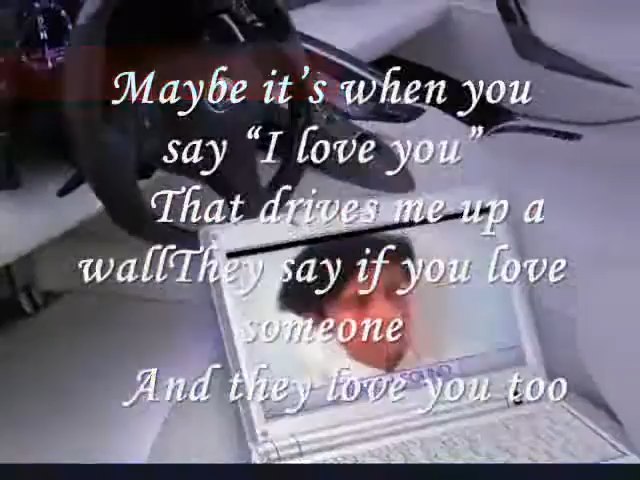 Maybe it's when you
say “I love you”
That drives me up a
wallThey say if you love
someone
And they love you too